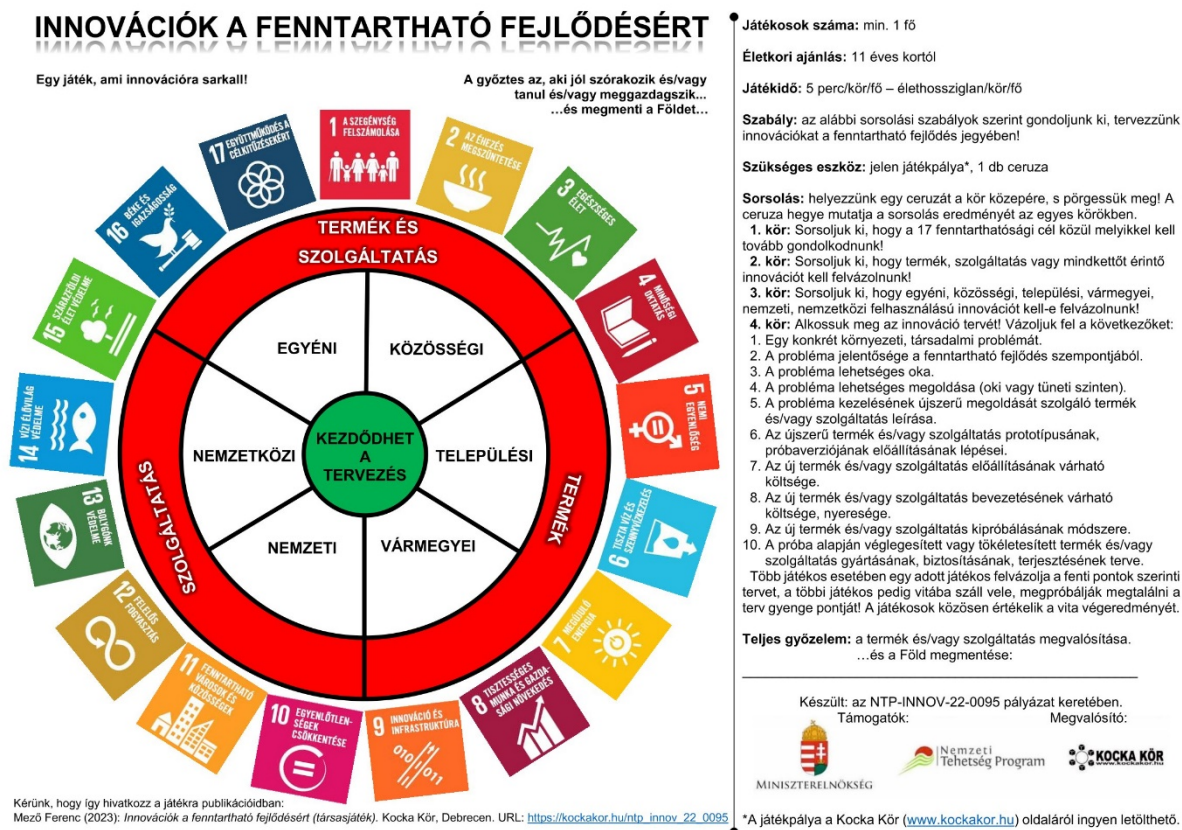 INNOVÁCIÓK A FENNTARTHATÓ FEJLŐDÉSÉRT
Egy játék, ami innovációra sarkall!
A győztes az, aki jól szórakozik és/vagy
tanul és/vagy meggazdagszik...
…és megmenti a Földet…
1 A SZEGÉNYSÉG
FELSZÁMOLÁSA
2 AZ ÉHEZÉS
MEGSZÜNTETÉSE
3 EGÉSZSÉGES
ÉLET
4 MINŐSÉGI
OKTATÁS
5 NEMI
EGYENLŐSÉG
6 TISZTA VÍZ ÉS
SZENNYVÍZKEZELÉS
7 MEGÚJULÓ
ENERGIA
8 TISZTESSÉGES
MUNKA ÉS GAZDA-
SÁGI NÖVEKEDÉS
9 INNOVÁCIÓ ÉS
INFRASTRUKTÚRA
010
011
10 EGYENLŐTLEN-
SÉGEK
CSÖKKENTÉSE
11 FENNTARTHATÓ
VÁROSOK ÉS
KÖZÖSSÉGEK
12 FELELŐS
FOGYASZTÁS
13 BOLYGÓNK
VÉDELME
14 VÍZI ÉLŐVILÁG
VÉDELME
15 SZÁRAZFÖLDI
ÉLET VÉDELME
16 BÉKE ÉS
IGAZSÁGOSSÁG
17 EGYÜTTMŰKÖDÉS A
CÉLKITŰZÉSEKÉRT
TERMÉK ÉS
SZOLGÁLTATÁS
TERMÉK
SZOLGÁLTATÁS
EGYÉNI
KÖZÖSSÉGI
NEMZETKÖZI
TELEPÜLÉSI
NEMZETI
VÁRMEGYEI
KEZDŐDHET
A
TERVEZÉS
Kérünk, hogy így hivatkozz a játékra publikációidban:
Mező Ferenc (2023): Innovációk a fenntartható fejlődésért (társasjáték). Kocka Kör, Debrecen. URL: https://kockakor.hu/ntp_innov_22_0095
Játékosok száma: min. 1 fő
Életkori ajánlás: 11 éves kortól
Játékidő: 5 perc/kör/fő – élethossziglan/kör/fő
Szabály: az alábbi sorsolási szabályok szerint gondoljunk ki, tervezzünk
innovációkat a fenntartható fejlődés jegyében!
Szükséges eszköz: jelen játékpálya*, 1 db ceruza
Sorsolás: helyezzünk egy ceruzát a kör közepére, s pörgessük meg! A
ceruza hegye mutatja a sorsolás eredményét az egyes körökben.
1. kör: Sorsoljuk ki, hogy a 17 fenntarthatósági cél közül melyikkel kell
tovább gondolkodnunk!
2. kör: Sorsoljuk ki, hogy termék, szolgáltatás vagy mindkettőt érintő
innovációt kell felvázolnunk!
3. kör: Sorsoljuk ki, hogy egyéni, közösségi, települési, vármegyei,
nemzeti, nemzetközi felhasználású innovációt kell-e felvázolnunk!
4. kör: Alkossuk meg az innováció tervét! Vázoljuk fel a következőket:
1. Egy konkrét környezeti, társadalmi problémát.
2. A probléma jelentősége a fenntartható fejlődés szempontjából.
3. A probléma lehetséges oka.
4. A probléma lehetséges megoldása (oki vagy tüneti szinten).
5. A probléma kezelésének újszerű megoldását szolgáló termék
és/vagy szolgáltatás leírása.
6. Az újszerű termék és/vagy szolgáltatás prototípusának,
próbaverziójának előállításának lépései.
7. Az új termék és/vagy szolgáltatás előállításának várható
költsége.
8. Az új termék és/vagy szolgáltatás bevezetésének várható
költsége, nyeresége.
9. Az új termék és/vagy szolgáltatás kipróbálásának módszere.
10. A próba alapján véglegesített vagy tökéletesített termék és/vagy
szolgáltatás gyártásának, biztosításának, terjesztésének terve.
Több játékos esetében egy adott játékos felvázolja a fenti pontok szerinti
tervet, a többi játékos pedig vitába száll vele, megpróbálják megtalálni a
terv gyenge pontját! A játékosok közösen értékelik a vita végeredményét.
Teljes győzelem: a termék és/vagy szolgáltatás megvalósítása.
…és a Föld megmentése:
Készült: az NTP-INNOV-22-0095 pályázat keretében.
Támogatók:
Megvalósító:
MINISZTERELNÖKSÉG
Nemzeti
Tehetség Program
KOCKA KÖR
www.kockakor.hu
*A játékpálya a Kocka Kör (www.kockakor.hu) oldaláról ingyen letölthető.